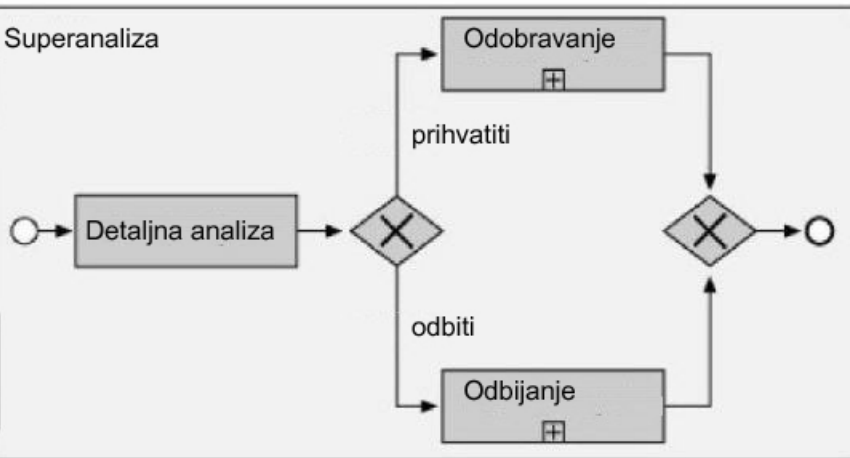 Superanaliza
Odobravanje
prihvatiti
Detaljna analiza
odbiti
Odbijanje